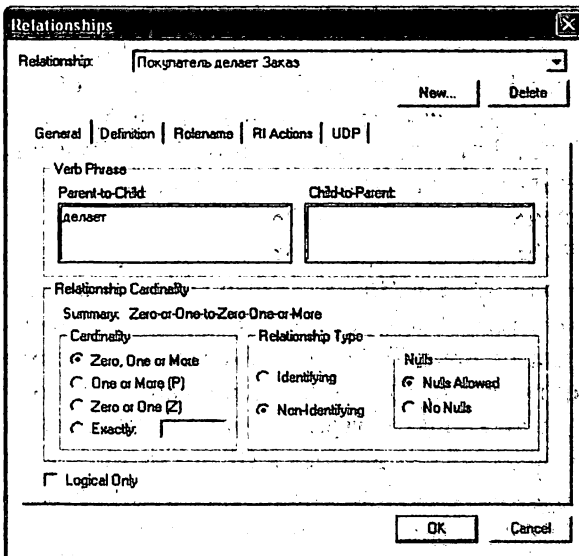 Relationships
Relationship: Покупатель делает Заказ
New... Delete
General Definition Rolename RI Actions UDP
Verb Phrase
Parent-to-Child: Child-to-Parent:
делает
Relationship Cardinality
Summary: Zero-or-One-to-Zero-One-or-More
Cardinality Relationship Type
Nulls
Zero, One or More
Identifying
Nulls Allowed
One or More (P)
Non-Identifying
No Nulls
Zero or One (Z)
Exactly:
Logical Only
OK Cancel